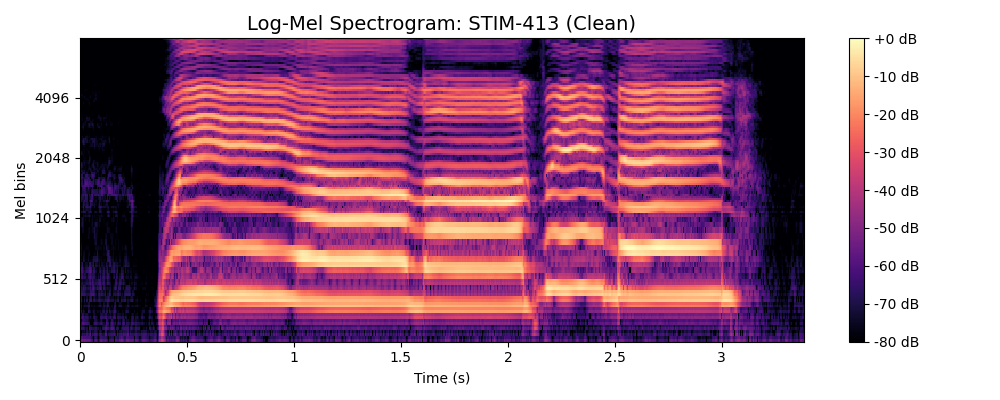 Log-Mel Spectrogram: STIM-413 (Clean)
Mel bins
4096
2048
1024
512
0
0
0.5
1
1.5
2
2.5
3
Time (s)
+0 dB
-10 dB
-20 dB
-30 dB
-40 dB
-50 dB
-60 dB
-70 dB
-80 dB